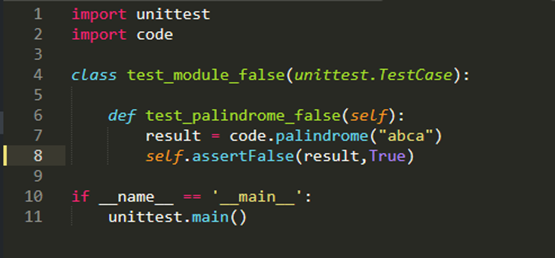 1 import unittest
2 import code
3
4 class test_module_false(unittest.TestCase):
5
6     def test_palindrome_false(self):
7         result = code.palindrome("abca")
8         self.assertFalse(result,True)
9
10 if __name__ == '__main__':
11     unittest.main()